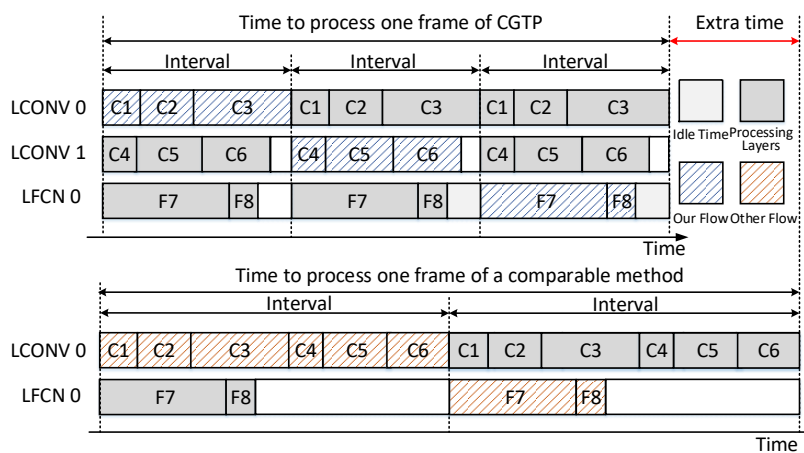 Time to process one frame of CGTP
Extra time
Interval Interval Interval
LCONV 0 C1 C2 C3 C1 C2 C3 C1 C2 C3
LCONV 1 C4 C5 C6 C4 C5 C6 C4 C5 C6
LFCN 0 F7 F8 F7 F8 F7 F8
Idle Time
Processing Layers
Our Flow
Other Flow
Time
Time to process one frame of a comparable method
Interval Interval
LCONV 0 C1 C2 C3 C4 C5 C6 C1 C2 C3 C4 C5 C6
LFCN 0 F7 F8 F7 F8
Time